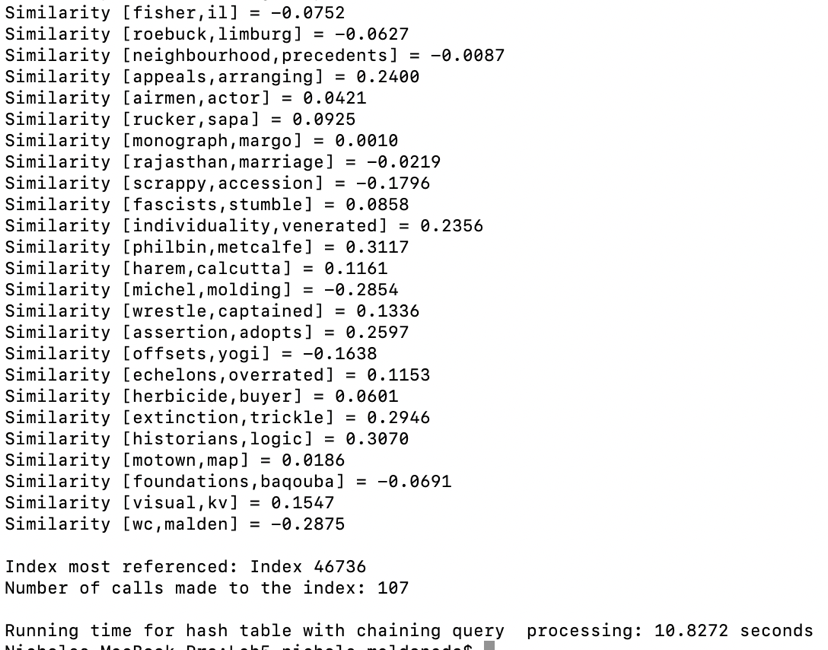 Similarity [fisher,il] = -0.0752
Similarity [roebuck,limburg] = -0.0627
Similarity [neighbourhood,precedents] = -0.0087
Similarity [appeals,arranging] = 0.2400
Similarity [airmen,actor] = 0.0421
Similarity [rucker,sapa] = 0.0925
Similarity [monograph,margo] = 0.0010
Similarity [rajasthan,marriage] = -0.0219
Similarity [scrappy,accession] = -0.1796
Similarity [fascists,stumble] = 0.0858
Similarity [individuality,venerated] = 0.2356
Similarity [philbin,metcalfe] = 0.3117
Similarity [harem,calcutta] = 0.1161
Similarity [michel,molding] = -0.2854
Similarity [wrestle,captained] = 0.1336
Similarity [assertion,adopts] = 0.2597
Similarity [offsets,yogi] = -0.1638
Similarity [echelons,overrated] = 0.1153
Similarity [herbicide,buyer] = 0.0601
Similarity [extinction,trickle] = 0.2946
Similarity [historians,logic] = 0.3070
Similarity [motown,map] = 0.0186
Similarity [foundations,baqouba] = -0.0691
Similarity [visual,kv] = 0.1547
Similarity [wc,malden] = -0.2875
Index most referenced: Index 46736
Number of calls made to the index: 107
Running time for hash table with chaining query  processing: 10.8272 seconds